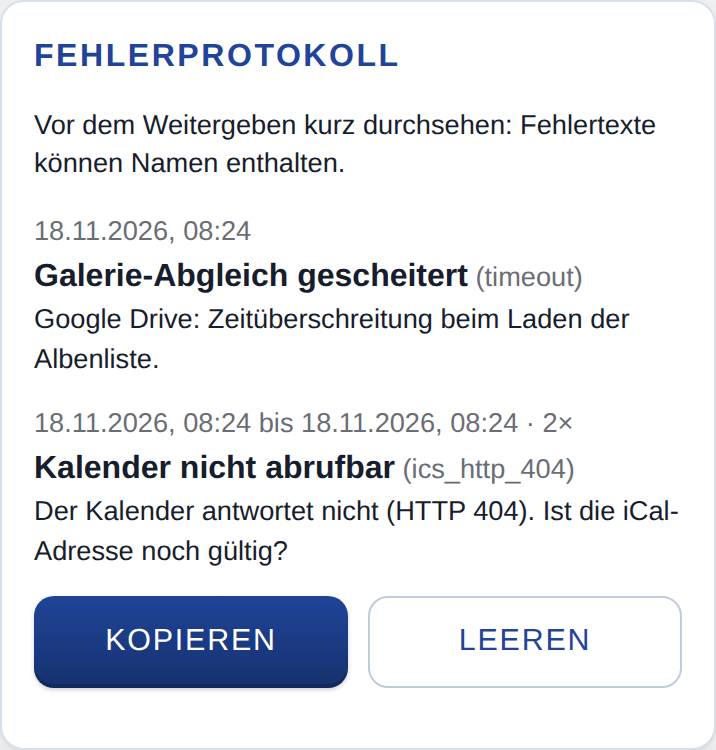 FEHLERPROTOKOLL
Vor dem Weitergeben kurz durchsehen: Fehlertexte
können Namen enthalten.
18.11.2026, 08:24
Galerie-Abgleich gescheitert (timeout)
Google Drive: Zeitüberschreitung beim Laden der
Albenliste.
18.11.2026, 08:24 bis 18.11.2026, 08:24 · 2×
Kalender nicht abrufbar (ics_http_404)
Der Kalender antwortet nicht (HTTP 404). Ist die iCal-
Adresse noch gültig?
KOPIEREN
LEEREN